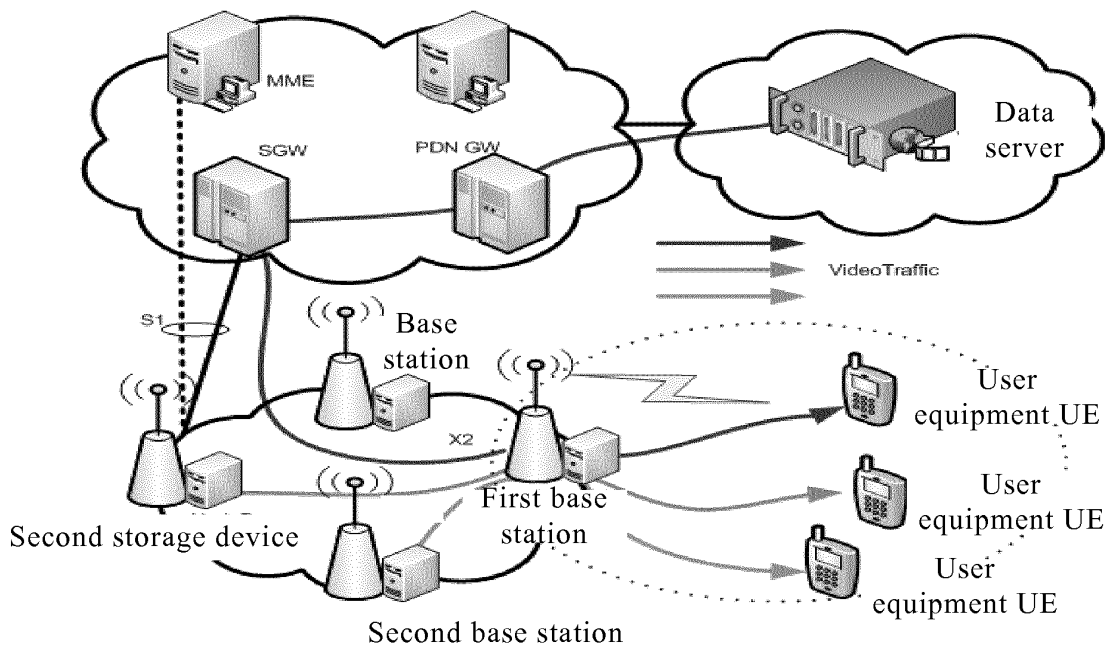 MME
Data
server
SGW
PDN GW
VideoTraffic
S1
Base
station
User
equipment UE
X2
First base
station
User
equipment UE
Second storage device
User
equipment UE
Second base station